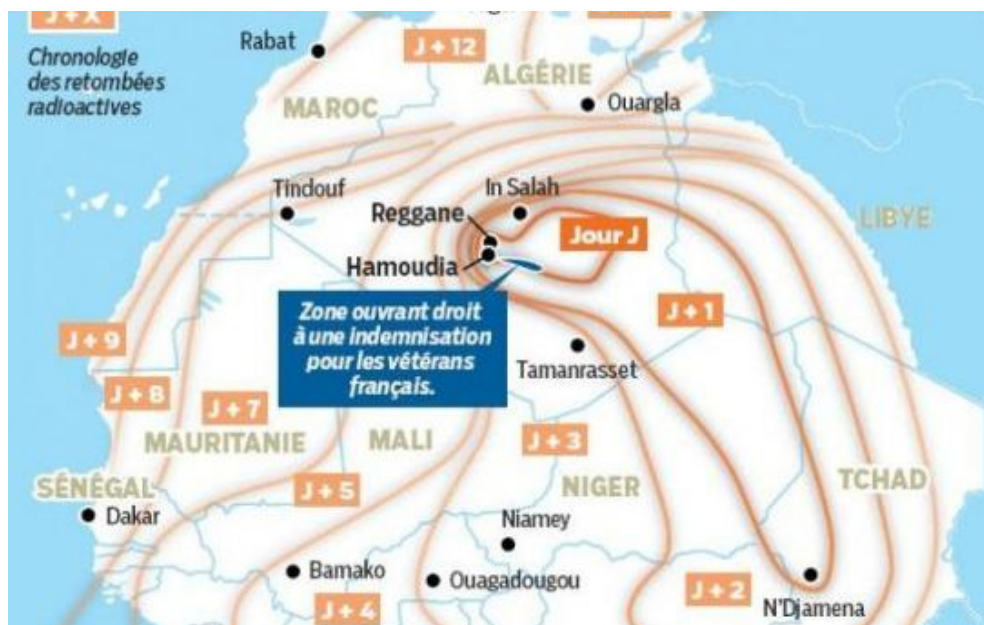 J+X
Chronologie
des retombées
radioactives
Rabat
J + 12
ALGÉRIE
MAROC
Ouargla
Tindouf
In Salah
Reggane
Jour J
LIBYE
Hamoudia
Zone ouvrant droit
à une indemnisation
pour les vétérans
français.
J + 1
J + 9
Tamanrasset
J + 8
J + 7
MAURITANIE
MALI
J + 3
J + 5
NIGER
TCHAD
SÉNÉGAL
Dakar
Niamey
Bamako
Ouagadougou
J + 2
J + 4
N'Djamena